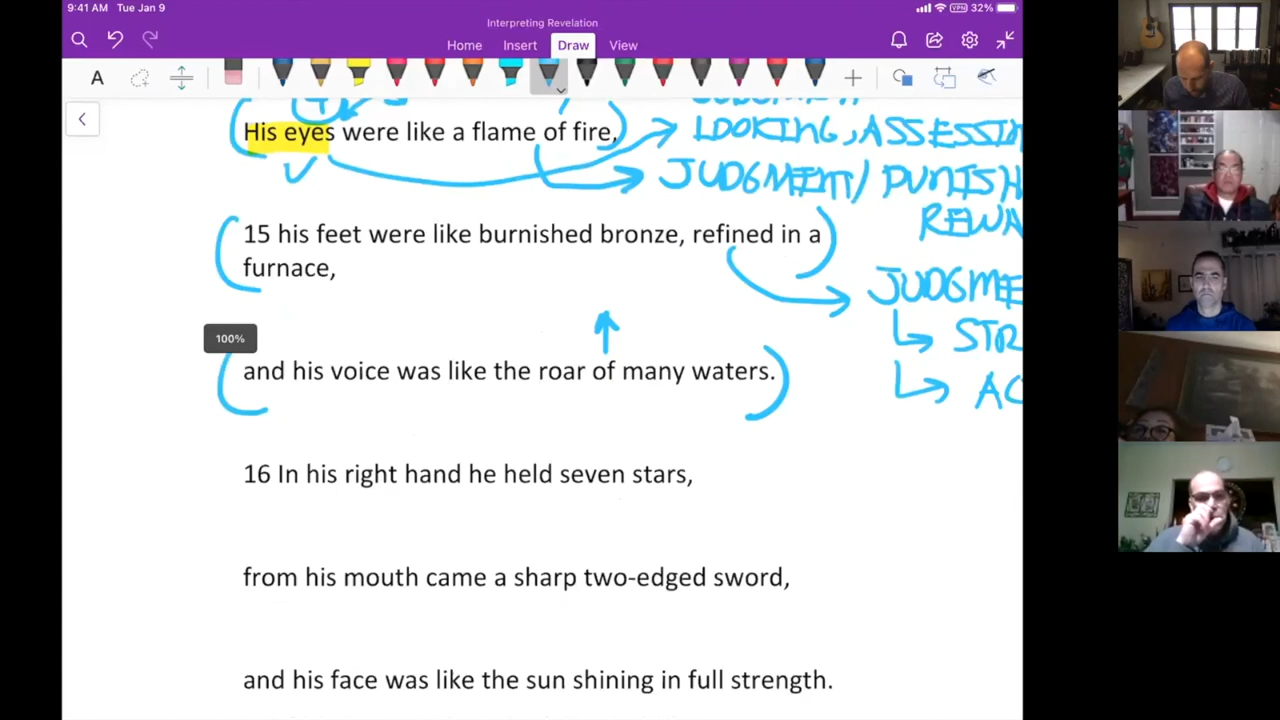 9:41 AM Tue Jan 9
VPN 32%
Interpreting Revelation
Home Insert Draw View
A
His eyes were like a flame of fire,
LOOKING, ASSESSIN
JUDGMENT/ PUNISH
REWA
15 his feet were like burnished bronze, refined in a
furnace,
JUDGME
STR
AC
100%
and his voice was like the roar of many waters.
16 In his right hand he held seven stars,
from his mouth came a sharp two-edged sword,
and his face was like the sun shining in full strength.